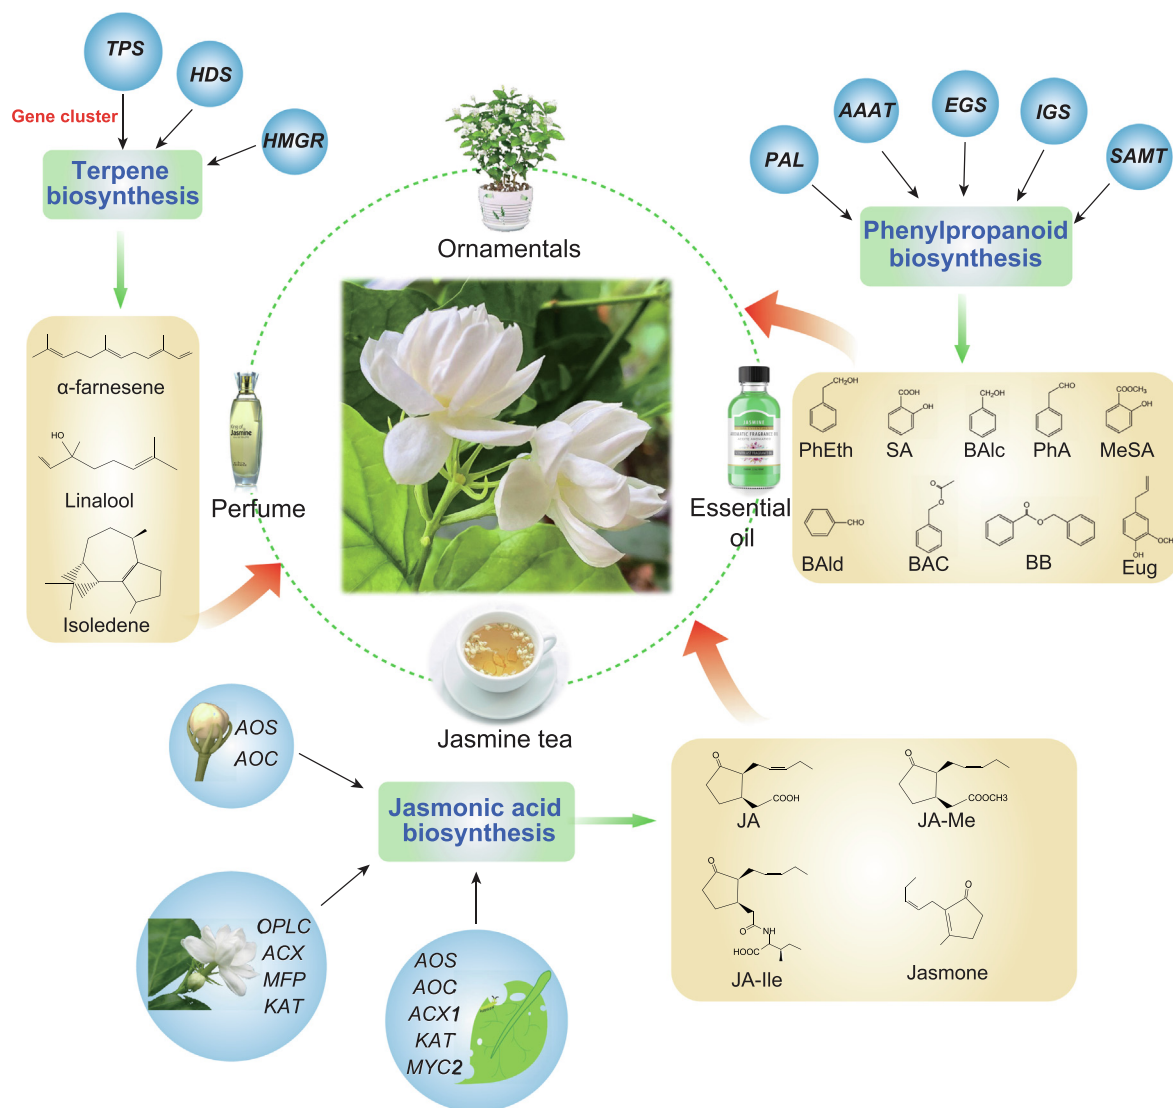 TPS
HDS
HMGR
Gene cluster
Terpene
biosynthesis
α-farnesene
HO
Linalool
Isoledene
Ornamentals
Perfume
Jasmine
JASMINE
Essential
oil
Jasmine tea
PAL
AAAT
EGS
IGS
SAMT
Phenylpropanoid
biosynthesis
CH₂OH
PhEth
COOH
OH
SA
CH₂OH
BAlc
CHO
PhA
COOCH₃
OH
MeSA
CHO
BAld
O
O
BAC
O
O
BB
OCH
OH
Eug
AOS
AOC
Jasmonic acid
biosynthesis
OPLC
ACX
MFP
KAT
AOS
AOC
ACX1
KAT
MYC2
O
COOH
JA
O
COOCH3
JA-Me
O
O
NH
HOOC
JA-Ile
O
Jasmone